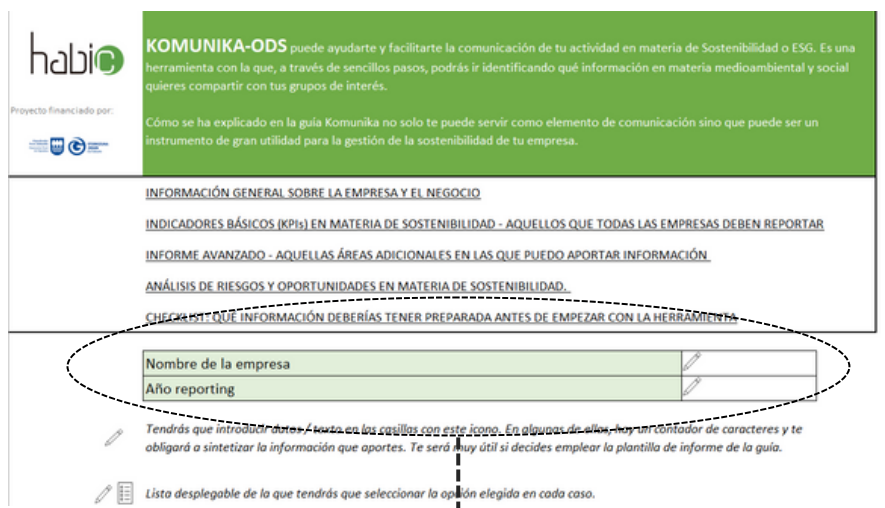 habic
Proyecto financiado por:
KOMUNIKA-ODS puede ayudarte y facilitarte la comunicación de tu actividad en materia de Sostenibilidad o ESG. Es una
herramienta con la que, a través de sencillos pasos, podrás ir identificando qué información en materia medioambiental y social
quieres compartir con tus grupos de interés.
Cómo se ha explicado en la guía Komunika no solo te puede servir como elemento de comunicación sino que puede ser un
instrumento de gran utilidad para la gestión de la sostenibilidad de tu empresa.
INFORMACIÓN GENERAL SOBRE LA EMPRESA Y EL NEGOCIO
INDICADORES BÁSICOS (KPIs) EN MATERIA DE SOSTENIBILIDAD - AQUELLOS QUE TODAS LAS EMPRESAS DEBEN REPORTAR
INFORME AVANZADO - AQUELLAS ÁREAS ADICIONALES EN LAS QUE PUEDO APORTAR INFORMACIÓN
ANÁLISIS DE RIESGOS Y OPORTUNIDADES EN MATERIA DE SOSTENIBILIDAD.
CHECKLIST: QUÉ INFORMACIÓN DEBERÍAS TENER PREPARADA ANTES DE EMPEZAR CON LA HERRAMIENTA
Nombre de la empresa
Año reporting
Tendrás que introducir datos / texto en las casillas con este icono. En algunas de ellas, hay un contador de caracteres y te
obligará a sintetizar la información que aportes. Te será muy útil si decides emplear la plantilla de informe de la guía.
Lista desplegable de la que tendrás que seleccionar la opción elegida en cada caso.